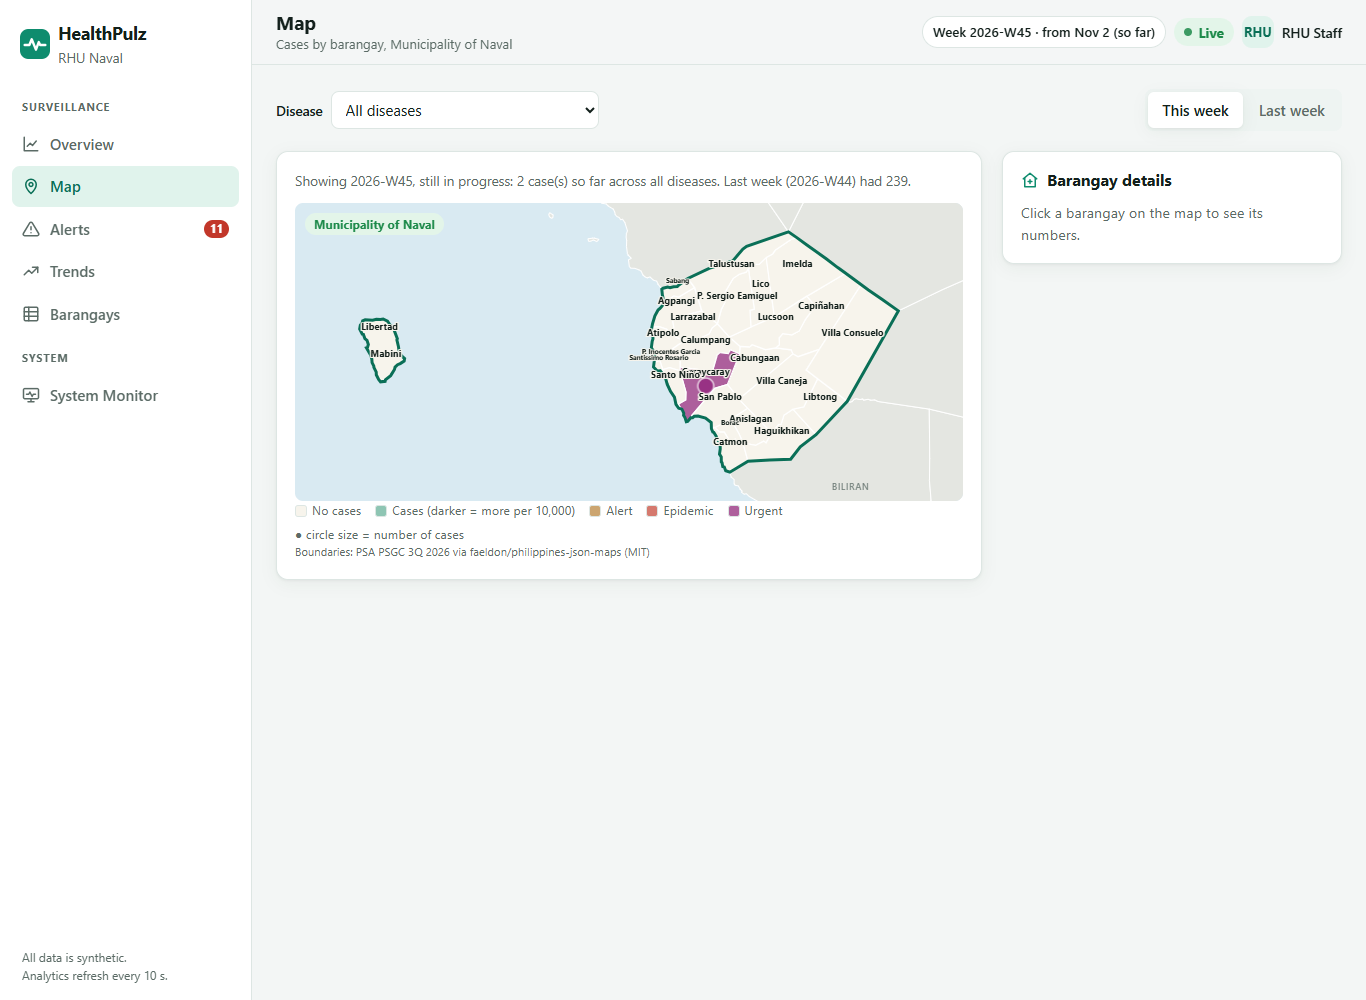 HealthPulz
RHU Naval
SURVEILLANCE
Overview
Map
Alerts
11
Trends
Barangays
SYSTEM
System Monitor
All data is synthetic.
Analytics refresh every 10 s.
Map
Cases by barangay, Municipality of Naval
Week 2026-W45 · from Nov 2 (so far)
Live
RHU
RHU Staff
Disease
All diseases
This week
Last week
Showing 2026-W45, still in progress: 2 case(s) so far across all diseases. Last week (2026-W44) had 239.
Municipality of Naval
Talustusan
Imelda
Sabang
Lico
Agpangi
P. Sergio Eamiguel
Capiñahan
Larrazabal
Lucsoon
Libertad
Atipolo
Villa Consuelo
Calumpang
Mabini
P. Inocentes Garcia
Santissimo Rosario
Cabungaan
Santo Niño
Caraycaray
Villa Caneja
San Pablo
Libtong
Anislagan
Borac
Haguikhikan
Catmon
BILIRAN
No cases
Cases (darker = more per 10,000)
Alert
Epidemic
Urgent
● circle size = number of cases
Boundaries: PSA PSGC 3Q 2026 via faeldon/philippines-json-maps (MIT)
Barangay details
Click a barangay on the map to see its
numbers.